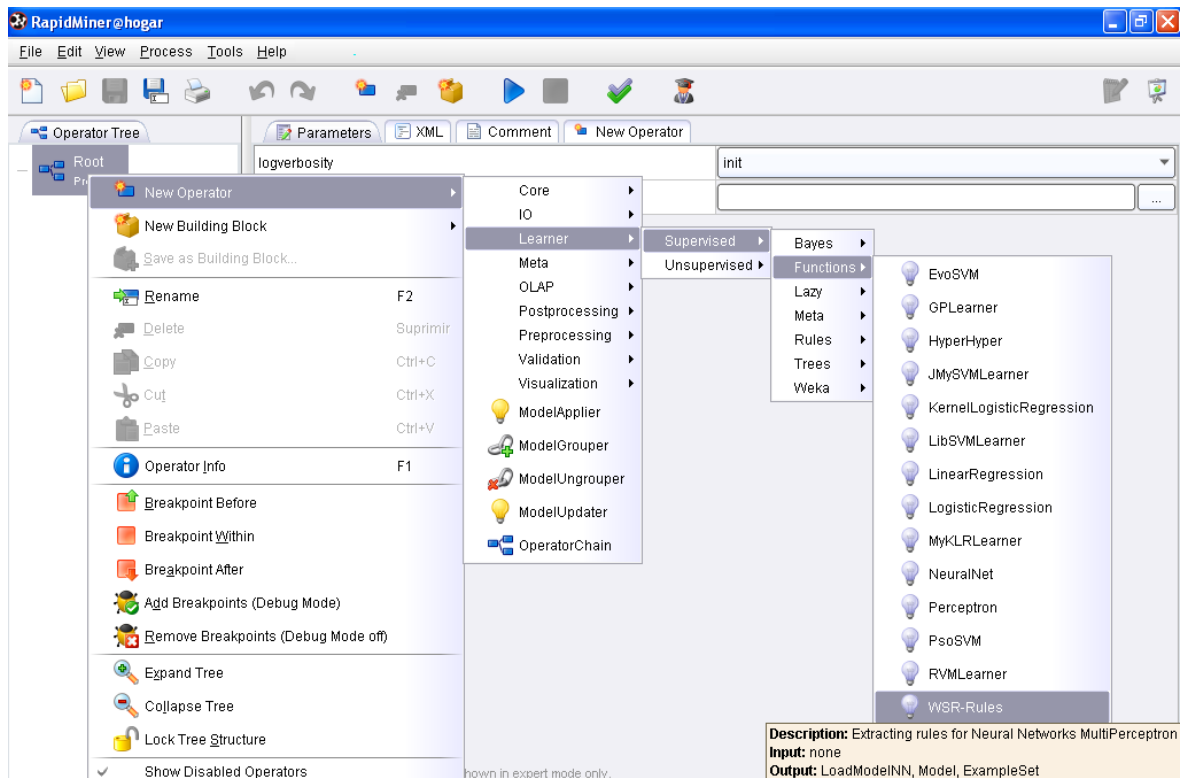 RapidMiner@hogar
File Edit View Process Tools Help
Operator Tree
Parameters XML Comment New Operator
Root
logverbosity
init
...
New Operator
New Building Block
Save as Building Block...
Rename F2
Delete Suprimir
Copy Ctrl+C
Cut Ctrl+X
Paste Ctrl+V
Operator Info F1
Breakpoint Before
Breakpoint Within
Breakpoint After
Add Breakpoints (Debug Mode)
Remove Breakpoints (Debug Mode off)
Expand Tree
Collapse Tree
Lock Tree Structure
Show Disabled Operators
Core
IO
Learner
Meta
OLAP
Postprocessing
Preprocessing
Validation
Visualization
ModelApplier
ModelGrouper
ModelUngrouper
ModelUpdater
OperatorChain
Supervised
Unsupervised
Bayes
Functions
Lazy
Meta
Rules
Trees
Weka
EvoSVM
GPLearner
HyperHyper
JMySVMLearner
KernelLogisticRegression
LibSVMLearner
LinearRegression
LogisticRegression
MyKLRLearner
NeuralNet
Perceptron
PsoSVM
RVMLearner
WSR-Rules
Description: Extracting rules for Neural Networks MultiPerceptron
Input: none
Output: LoadModelNN, Model, ExampleSet
hown in expert mode only.